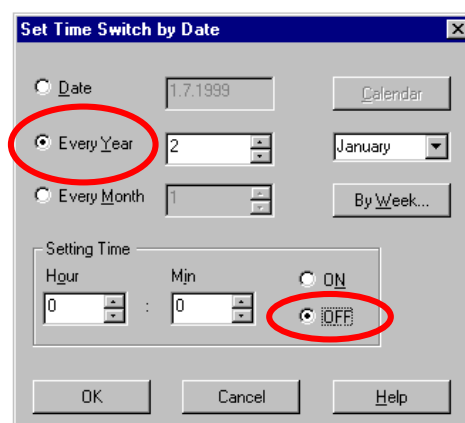 Set Time Switch by Date
Date 1.7.1999 Calendar
Every Year 2 January
Every Month 1 By Week...
Setting Time
Hour Min ON
0 : 0 OFF
OK Cancel Help